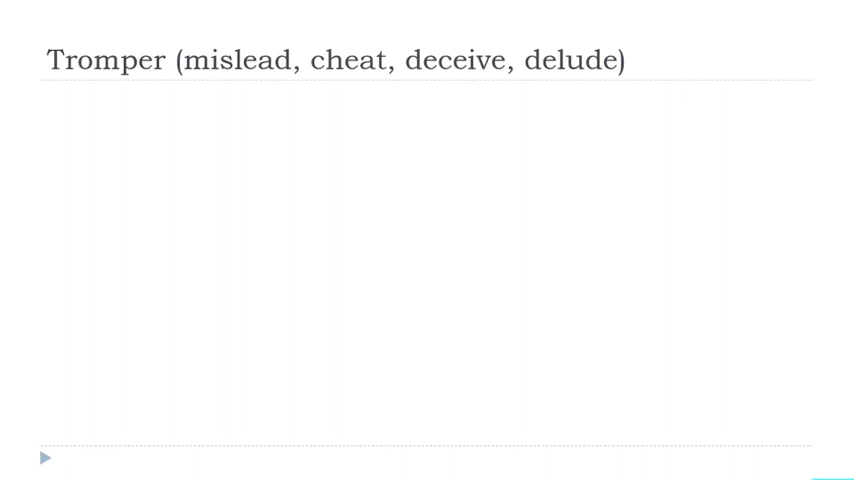 Tromper (mislead, cheat, deceive, delude)